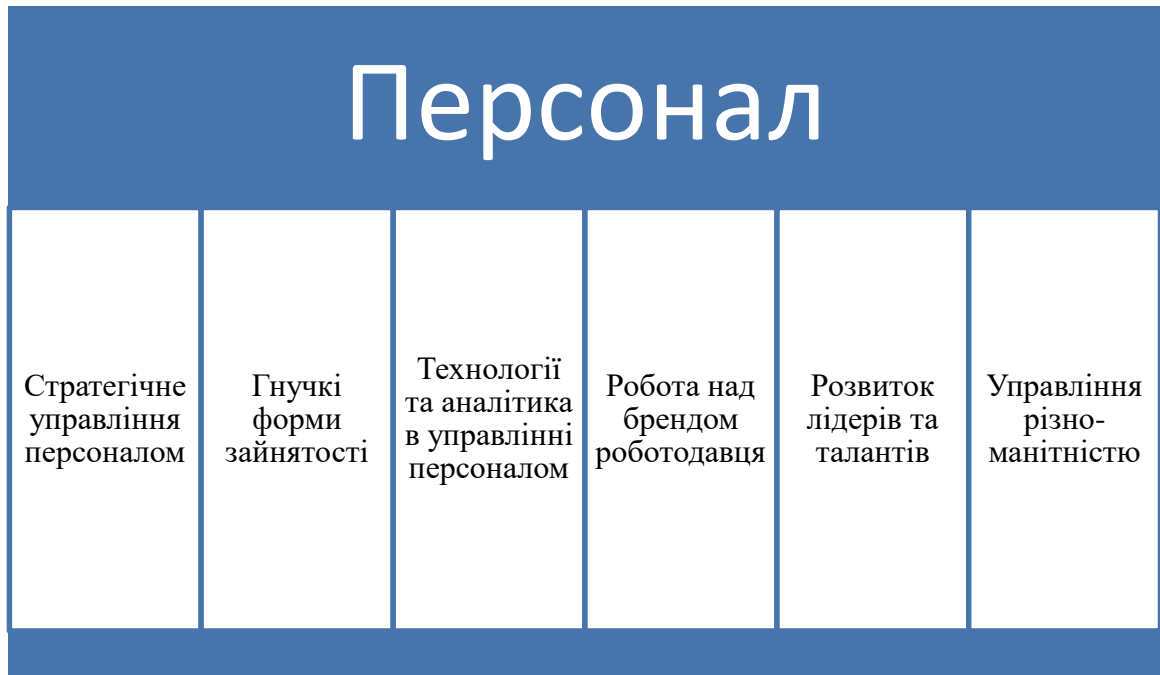 Персонал
Стратегічне
управління
персоналом
Гнучкі
форми
зайнятості
Технології
та аналітика
в управлінні
персоналом
Робота над
брендом
роботодавця
Розвиток
лідерів та
талантів
Управління
різно-
манітністю